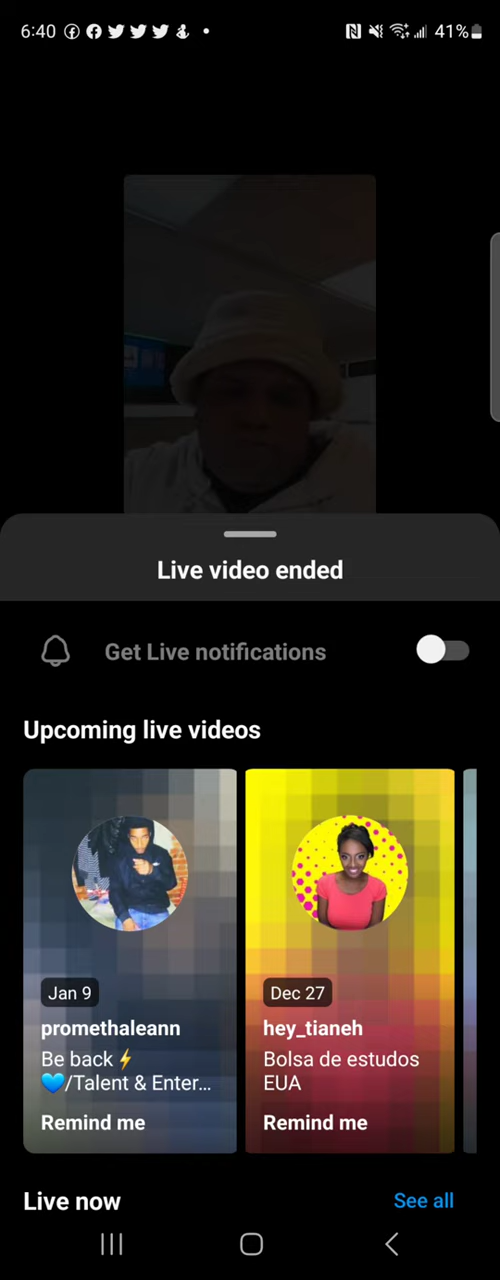 6:40
41%
Live video ended
Get Live notifications
Upcoming live videos
Jan 9
promethaleann
Be back⚡
💙/Talent & Enter...
Remind me
Dec 27
hey_tianeh
Bolsa de estudos
EUA
Remind me
Live now
See all